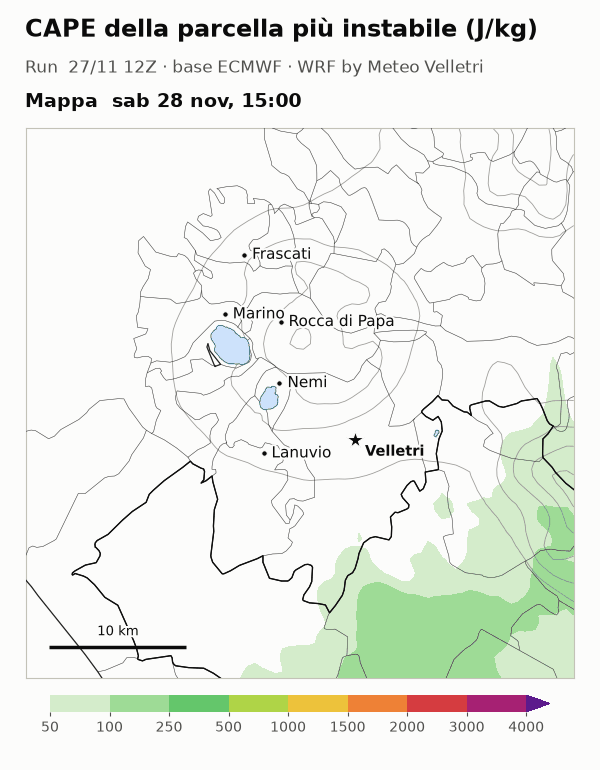 CAPE della parcella più instabile (J/kg)
Run  27/11 12Z · base ECMWF · WRF by Meteo Velletri
Mappa  sab 28 nov, 15:00
Frascati
Marino
Rocca di Papa
Nemi
Velletri
Lanuvio
10 km
50 100 250 500 1000 1500 2000 3000 4000